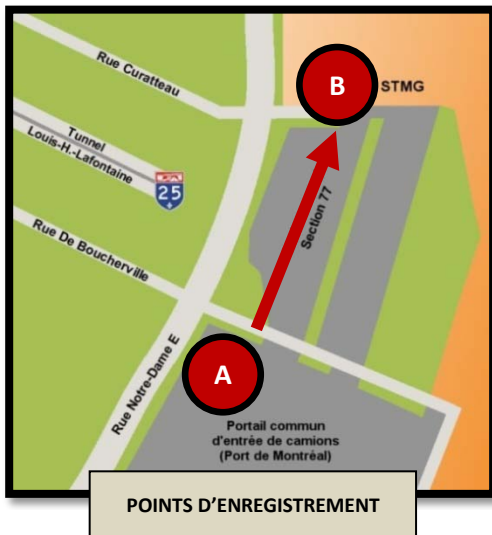 Rue Curatteau
B
STMG
Tunnel
Louis-H.-Lafontaine
25
Section 77
Rue De Boucherville
Rue Notre-Dame E
A
Portail commun
d'entrée de camions
(Port de Montréal)
POINTS D'ENREGISTREMENT